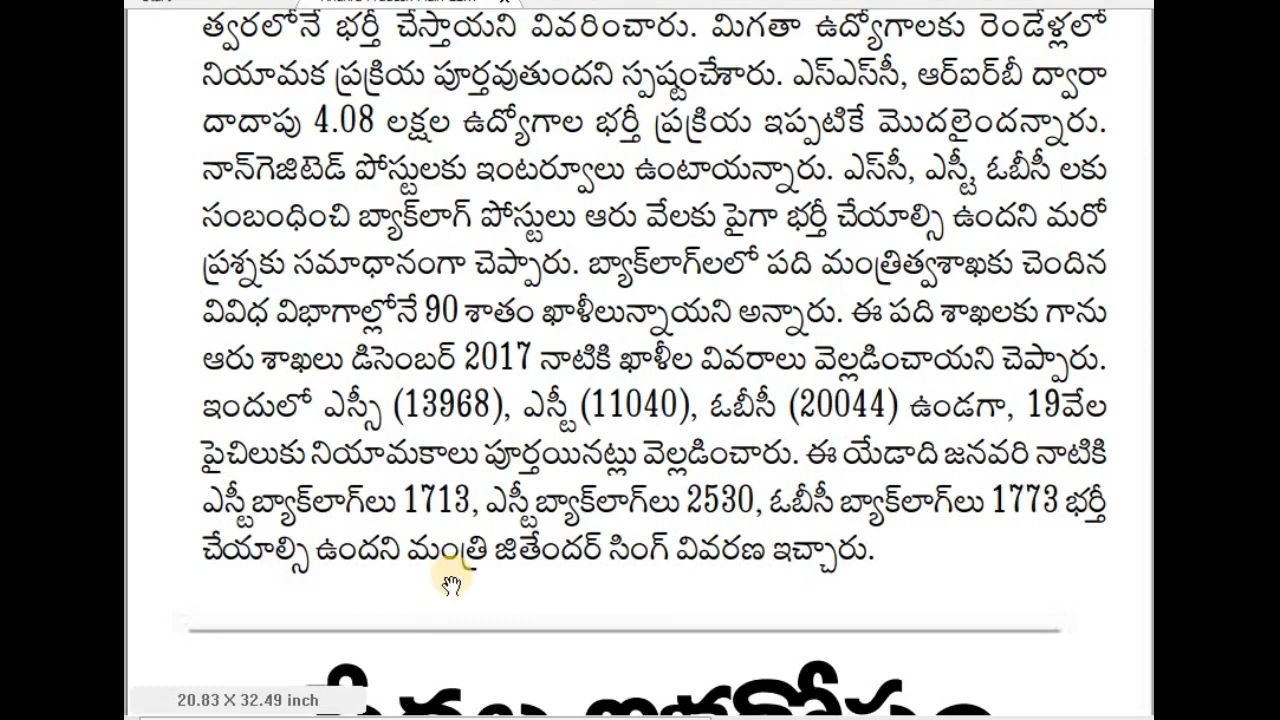 త్వరలోనే భర్తీ చేస్తాయని వివరించారు. మిగతా ఉద్యోగాలకు రెండేళ్లలో
నియామక ప్రక్రియ పూర్తవుతుందని స్పష్టంచేశారు. ఎస్ఎస్‌సీ, ఆర్ఐర్‌బీ ద్వారా
దాదాపు 4.08 లక్షల ఉద్యోగాల భర్తీ ప్రక్రియ ఇప్పటికే మొదలైందన్నారు.
నాన్‌గెజిటెడ్ పోస్టులకు ఇంటర్వూలు ఉంటాయన్నారు. ఎస్‌సీ, ఎస్టీ, ఓబీసీ లకు
సంబంధించి బ్యాక్‌లాగ్ పోస్టులు ఆరు వేలకు పైగా భర్తీ చేయాల్సి ఉందని మరో
ప్రశ్నకు సమాధానంగా చెప్పారు. బ్యాక్‌లాగ్‌లలో పది మంత్రిత్వశాఖకు చెందిన
వివిధ విభాగాల్లోనే 90 శాతం ఖాళీలున్నాయని అన్నారు. ఈ పది శాఖలకు గాను
ఆరు శాఖలు డిసెంబర్ 2017 నాటికి ఖాళీల వివరాలు వెల్లడించాయని చెప్పారు.
ఇందులో ఎస్సీ (13968), ఎస్టీ (11040), ఓబీసీ (20044) ఉండగా, 19వేల
పైచిలుకు నియామకాలు పూర్తయినట్లు వెల్లడించారు. ఈ యేడాది జనవరి నాటికి
ఎస్టీ బ్యాక్‌లాగ్‌లు 1713, ఎస్టీ బ్యాక్‌లాగ్‌లు 2530, ఓబీసీ బ్యాక్‌లాగ్‌లు 1773 భర్తీ
చేయాల్సి ఉందని మంత్రి జితేందర్ సింగ్ వివరణ ఇచ్చారు.
20.83 X 32.49 inch